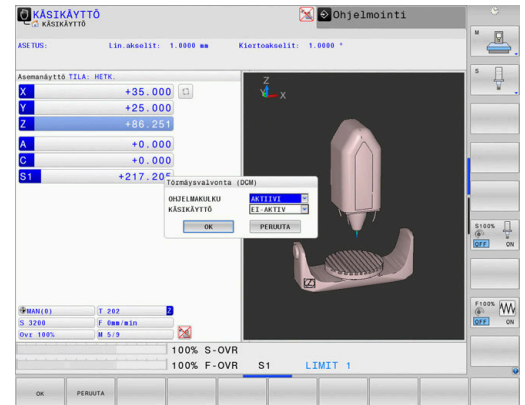 KÄSIKÄYTTÖ
KÄSIKÄYTTÖ
Ohjelmointi
ASETUS: Lin.akselit: 1.0000 mm Kiertoakselit: 1.0000 °
Asemanäyttö TILA: HETK.
X +35.000
Y +25.000
Z +86.251
A +0.000
C +0.000
S1 +217.205
Z
Y
X
Törmäysvalvonta (DCM)
OHJELMAKULKU AKTIIVI
KÄSIKÄYTTÖ EI-AKTIV
OK PERUUTA
Z
MAN(0) T 202 Z
S 3200 F 0mm/min
Ovr 100% M 5/9
100% S-OVR
100% F-OVR S1 LIMIT 1
M
S
S100%
OFF ON
F100%
OFF ON
OK PERUUTA